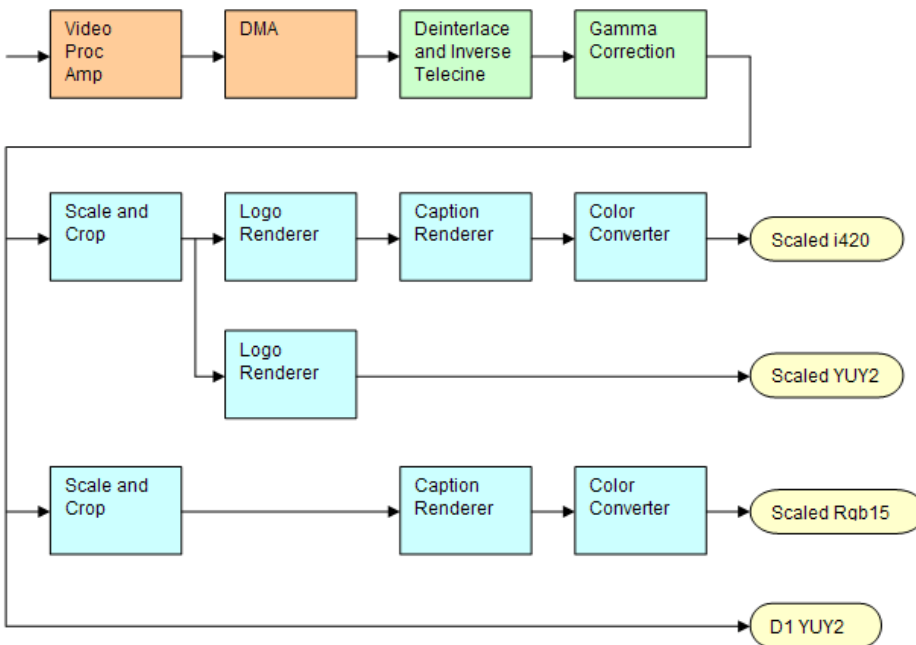 Video
Proc
Amp
DMA
Deinterlace
and Inverse
Telecine
Gamma
Correction
Scale and
Crop
Logo
Renderer
Caption
Renderer
Color
Converter
Scaled i420
Logo
Renderer
Scaled YUY2
Scale and
Crop
Caption
Renderer
Color
Converter
Scaled Rgb15
D1 YUY2